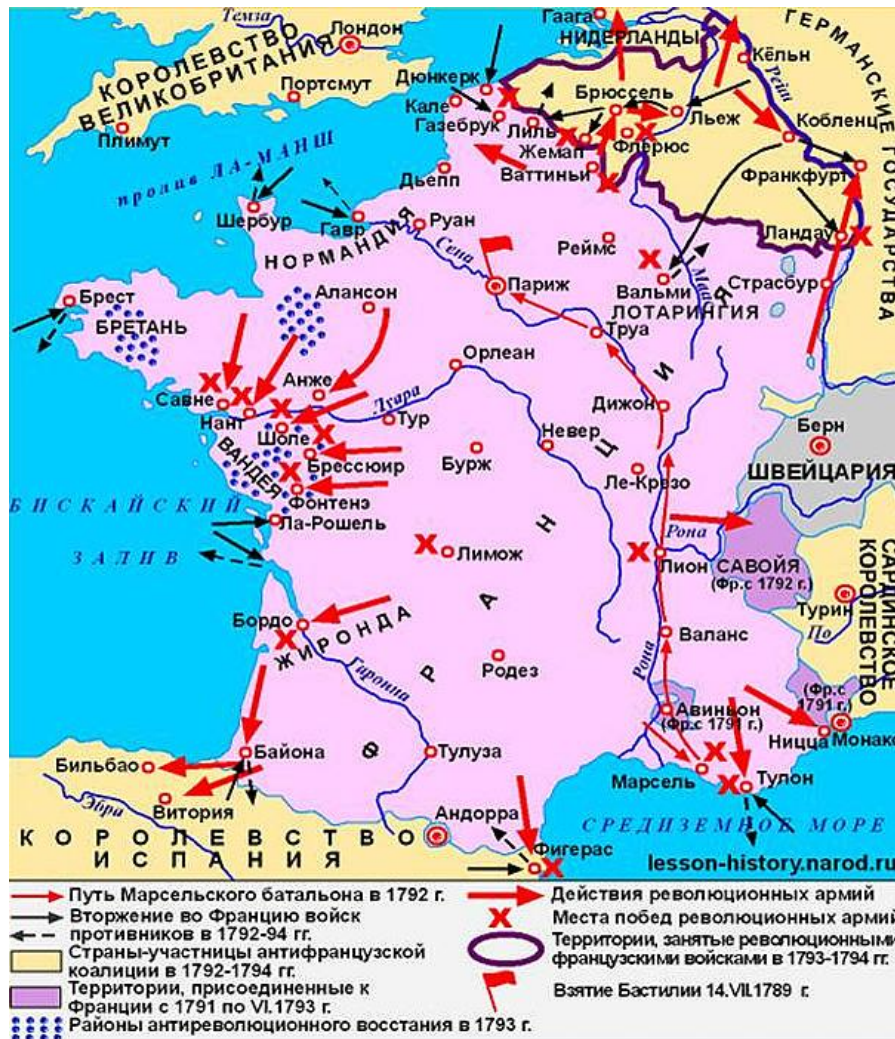 Темза
Лондон
КОРОЛЕВСТВО
ВЕЛИКОБРИТАНИЯ
Портсмут
Плимут
Гаага
НИДЕРЛАНДЫ
ГЕРМАНСКИЕ ГОСУДАРСТВА
Кёльн
Рейн
Дюнкерк
Кале
Газебрук
Лиль
Брюссель
Льеж
Кобленц
Жемап
Флёрюс
Ваттиньи
Франкфурт
Ландау
пролив ЛА-МАНШ
Дьепп
Шербур
Гавр
Руан
НОРМАНДИЯ
Сена
Реймс
Париж
Вальми
Маас
ЛОТАРИНГИЯ
Страсбур
Брест
БРЕТАНЬ
Алансон
Труа
Орлеан
Савне
Нант
Анже
Луара
Тур
Дижон
Невер
Берн
ШВЕЙЦАРИЯ
Шоле
ВАНДЕЯ
Брессюир
Бурж
Ле-Крезо
Фонтенэ
Ла-Рошель
БИСКАЙСКИЙ
ЗАЛИВ
Лимож
Рона
Лион
САВОЙЯ
(Фр.с 1792 г.)
САРДИНСКОЕ
КОРОЛЕВСТВО
Турин
По
Бордо
ЖИРОНДА
Гаронна
Родез
Валанс
Рона
ФРАНЦИЯ
Авиньон
(Фр.с 1791 г.)
(Фр.с
1791 г.)
Ницца
Монако
Байона
Бильбао
Витория
Эбра
Тулуза
Марсель
Тулон
Андорра
КОРОЛЕВСТВО
ИСПАНИЯ
Фигерас
СРЕДИЗЕМНОЕ МОРЕ
lesson-history.narod.ru
Путь Марсельского батальона в 1792 г.
Вторжение во Францию войск
противников в 1792-94 гг.
Страны-участницы антифранцузской
коалиции в 1792-1794 гг.
Территории, присоединенные к
Франции с 1791 по VI.1793 г.
Районы антиреволюционного восстания в 1793 г.
Действия революционных армий
Места побед революционных армий
Территории, занятые революционными
французскими войсками в 1793-1794 гг.
Взятие Бастилии 14.VII.1789 г.